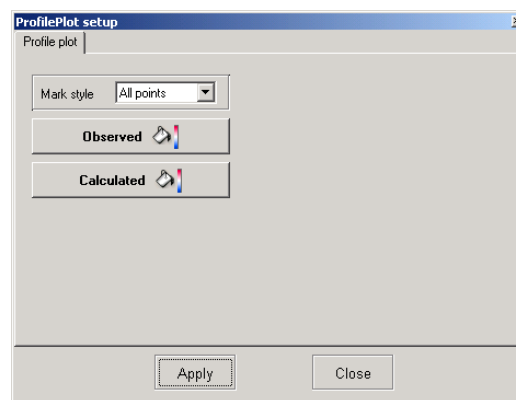 ProfilePlot setup
Profile plot
Mark style All points
Observed
Calculated
Apply Close